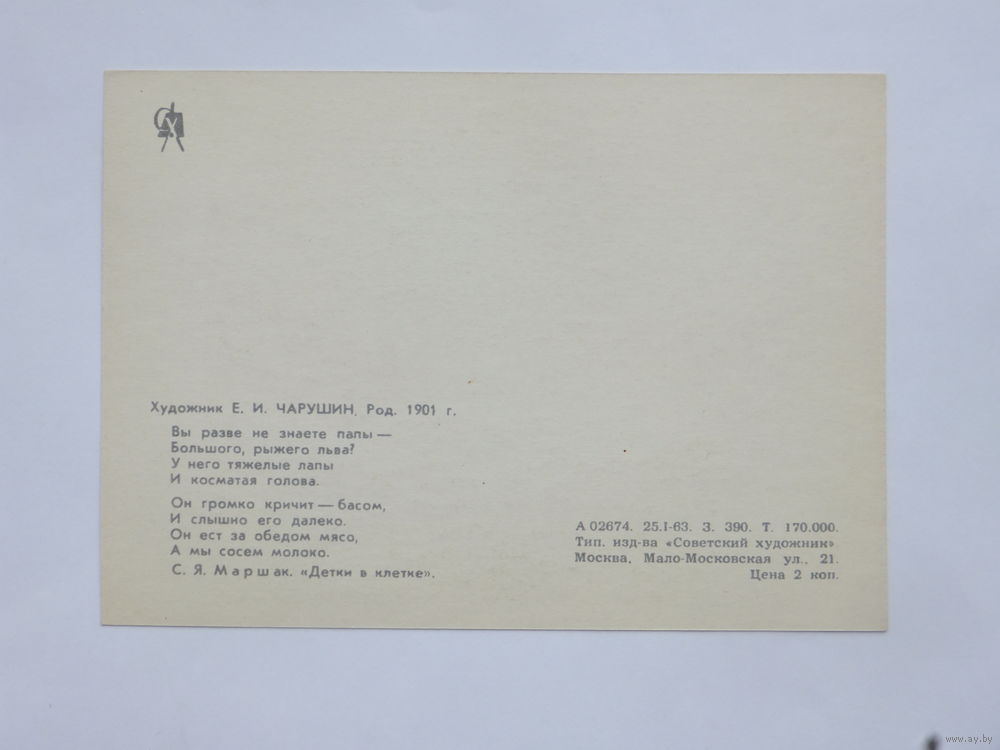 СХ
Художник Е. И. ЧАРУШИН. Род. 1901 г.
Вы разве не знаете папы —
Большого, рыжего льва?
У него тяжелые лапы
И косматая голова.
Он громко кричит — басом,
И слышно его далеко.
Он ест за обедом мясо,
А мы сосем молоко.
С. Я. Маршак. «Детки в клетке».
А 02674. 25.I-63. З. 390. Т. 170.000.
Тип. изд-ва «Советский художник»
Москва, Мало-Московская ул., 21.
Цена 2 коп.
www.ay.by